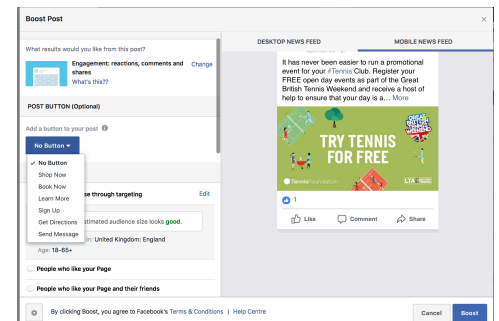 Boost Post
What results would you like from this post?
Engagement: reactions, comments and
shares
What's this??
Change
POST BUTTON (Optional)
Add a button to your post
No Button
No Button
Shop Now
Book Now
Learn More
Sign Up
Get Directions
Send Message
se through targeting
Edit
stimated audience size looks good.
in: United Kingdom: England
Age: 18-65+
People who like your Page
People who like your Page and their friends
DESKTOP NEWS FEED
MOBILE NEWS FEED
It has never been easier to run a promotional
event for your #Tennis Club. Register your
FREE open day events as part of the Great
British Tennis Weekend and receive a host of
help to ensure that your day is a... More
GREAT
BRITISH
TENNIS
WEEKEND
TRY TENNIS
FOR FREE
TennisFoundation
LTA
1
Like
Comment
Share
By clicking Boost, you agree to Facebook's Terms & Conditions | Help Centre
Cancel
Boost